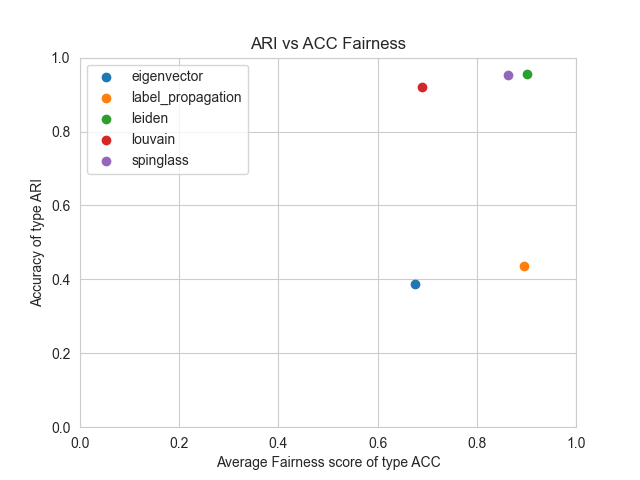 ARI vs ACC Fairness
eigenvector
label_propagation
leiden
louvain
spinglass
Accuracy of type ARI
1.0
0.8
0.6
0.4
0.2
0.0
0.0 0.2 0.4 0.6 0.8 1.0
Average Fairness score of type ACC